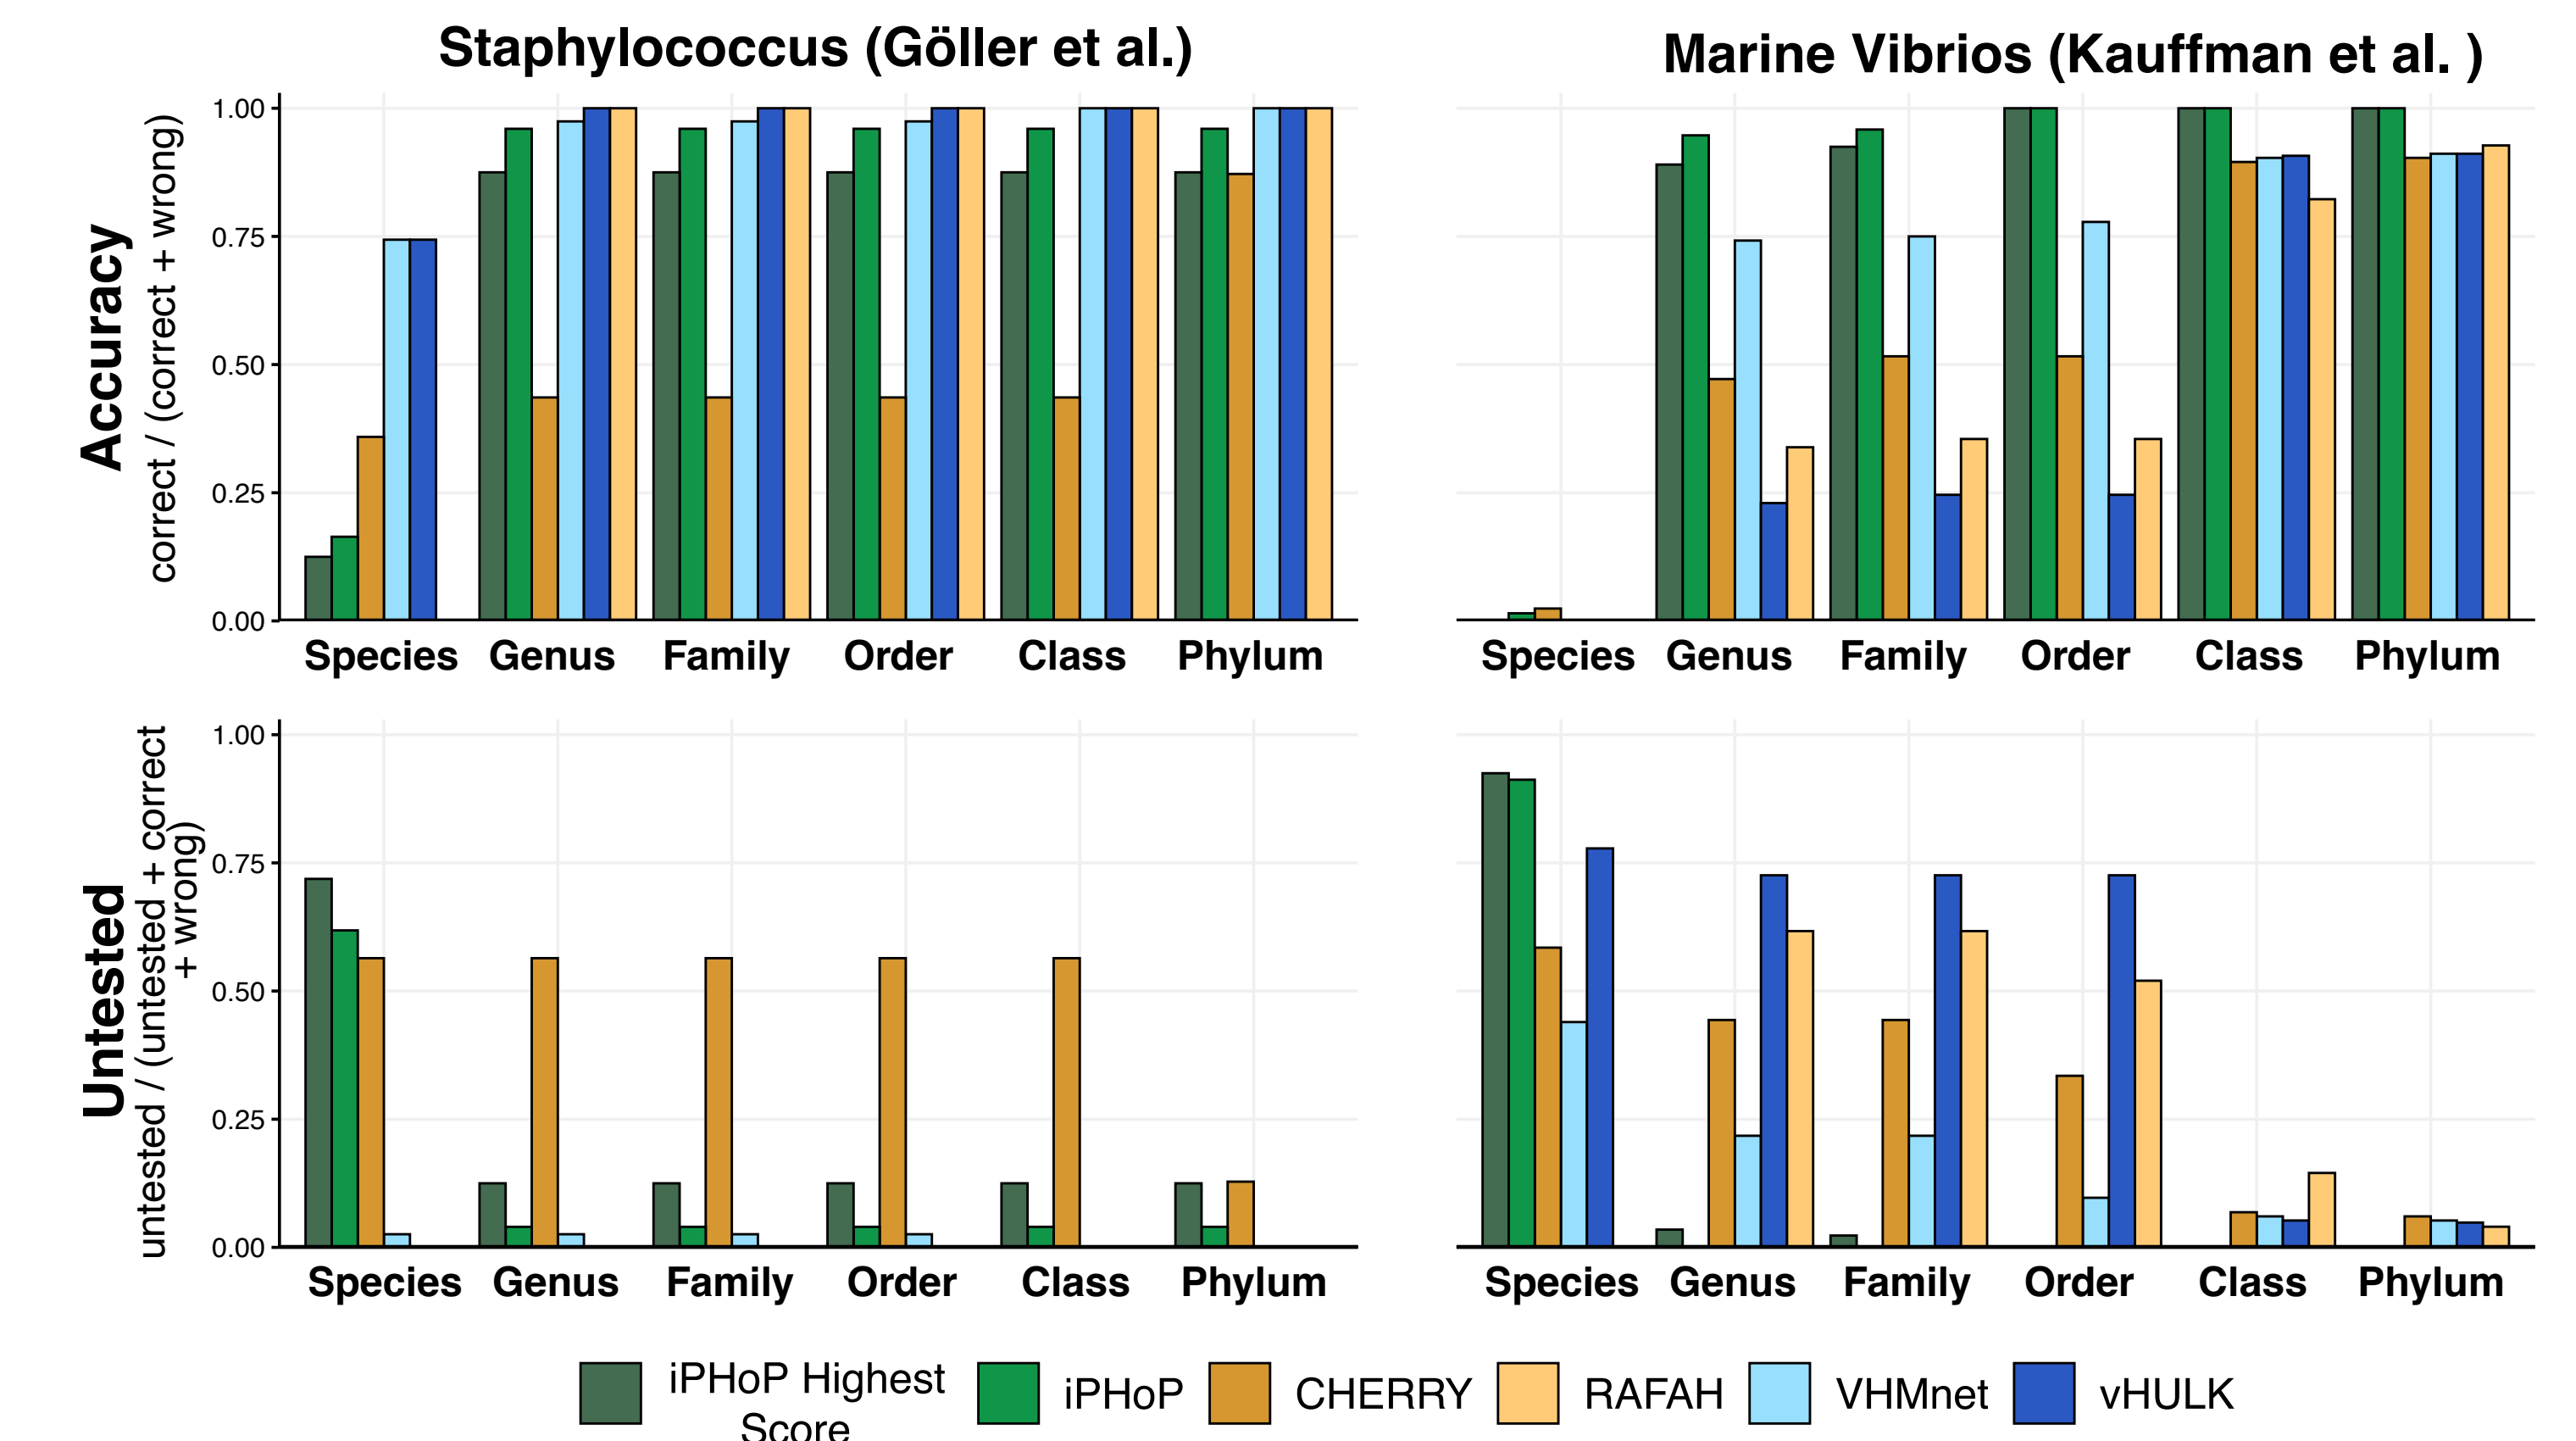 Staphylococcus (Göller et al.)
Marine Vibrios (Kauffman et al. )
Accuracy
correct / (correct + wrong)
1.00
0.75
0.50
0.25
0.00
Species Genus Family Order Class Phylum
Species Genus Family Order Class Phylum
Untested
untested / (untested + correct
+ wrong)
1.00
0.75
0.50
0.25
0.00
Species Genus Family Order Class Phylum
Species Genus Family Order Class Phylum
iPHoP Highest
Score
iPHoP
CHERRY
RAFAH
VHMnet
vHULK